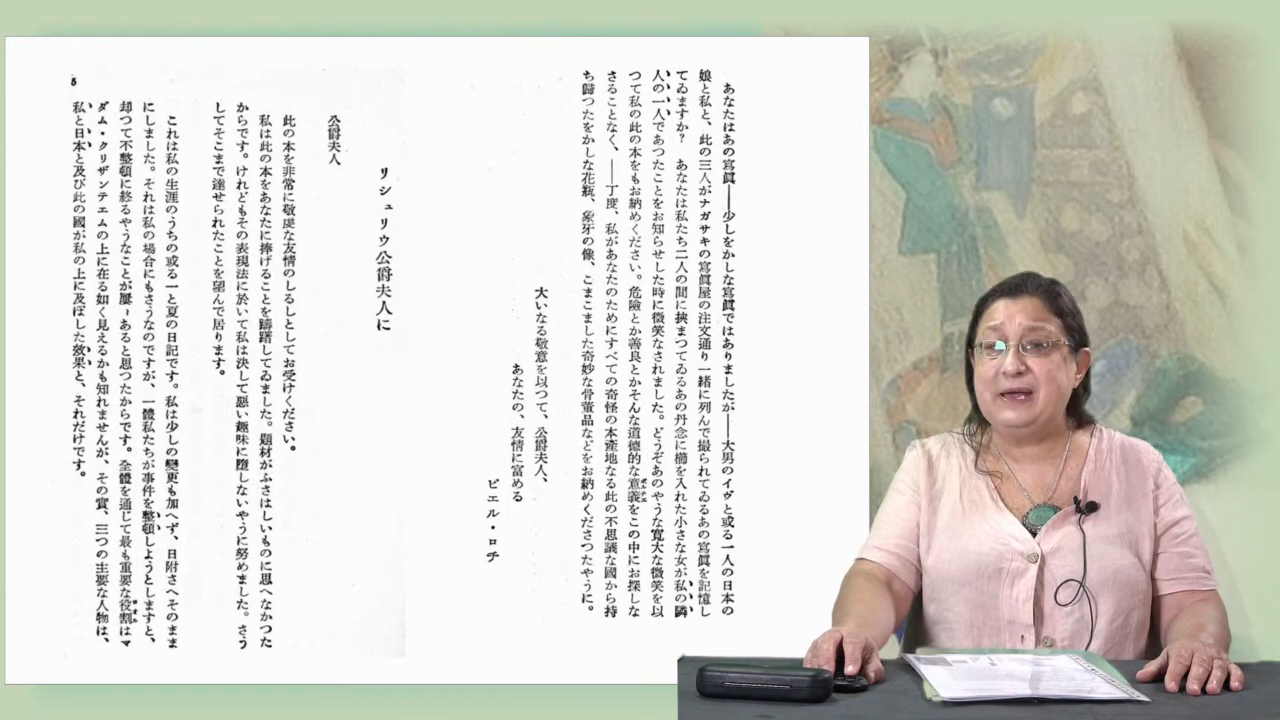 リシュリウ公爵夫人に
公爵夫人
此の本を非常に敬虔な友情のしるしとしてお受けください。
私は此の本をあなたに捧げることを躊躇してゐました。題材がふさはしいものに思へなかつた
からです。けれどもその表現法に於いて私は決して惡い趣味に墮しないやうに努めました。さう
してそこまで達せられたことを望んで居ります。
これは私の生涯のうちの或る一と夏の日記です。私は少しの變更も加へず、日附さへそのまま
にしました。それは私の場合にもさうなのですが、一體私たちが事件を整頓しようとしますと、
却つて不整頓に終るやうなことが屢〻あると思つたからです。全體を通じて最も重要な役割はマ
ダム・クリザンテエムの上に在る如く見えるかも知れませんが、その實、三つの主要な人物は、
私と日本と及び此の國が私の上に及ぼした效果と、それだけです。
5
あなたはあの寫眞――少しをかしな寫眞ではありましたが――大男のイヴと或る一人の日本の
娘と私と、此の三人がナガサキの寫眞屋の注文通り一緒に列んで撮られてゐるあの寫眞を記憶し
てゐますか？　あなたは私たち二人の間に挾まつてゐるあの丹念に櫛を入れた小さな女が私の隣
人の一人であつたことをお知らせした時に微笑なされました。どうぞあのやうな寛大な微笑を以
つて私の此の本をもお納めください。危險とか善良とかそんな道德的な意義をこの中にお探しな
さることなく、――丁度、私があなたのためにすべての奇怪の本產地なる此の不思議な國から持
ち歸つたをかしな花瓶、象牙の像、こまこました奇妙な骨董品などをお納めくださつたやうに。
大いなる敬意を以つて、公爵夫人、
あなたの、友情に富める
ピエル・ロチ